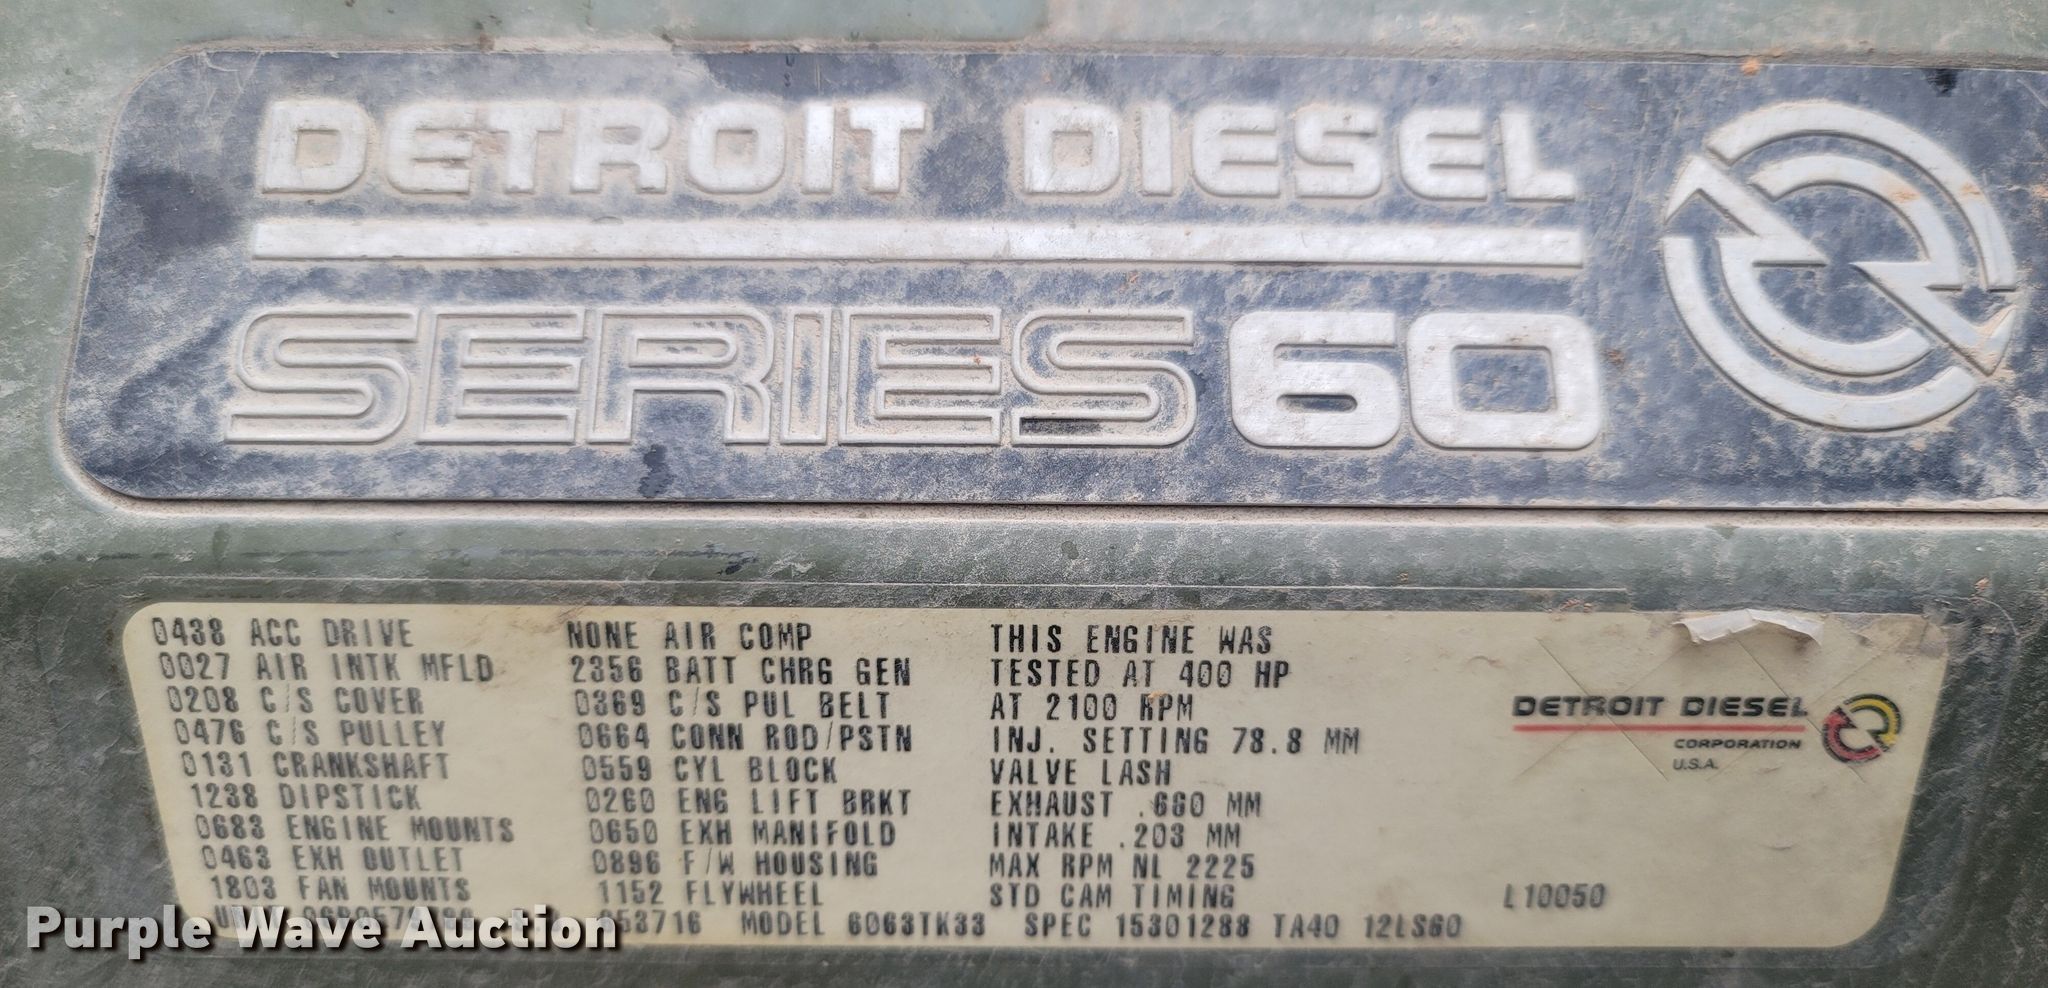 DETROIT DIESEL
SERIES 60
0438 ACC DRIVE
0027 AIR INTK MFLD
0208 C/S COVER
0476 C/S PULLEY
0131 CRANKSHAFT
1238 DIPSTICK
0683 ENGINE MOUNTS
0463 EXH OUTLET
1803 FAN MOUNTS
NONE AIR COMP
2356 BATT CHRG GEN
0369 C/S PUL BELT
0664 CONN ROD/PSTN
0559 CYL BLOCK
0260 ENG LIFT BRKT
0650 EXH MANIFOLD
0896 F/W HOUSING
1152 FLYWHEEL
THIS ENGINE WAS
TESTED AT 400 HP
AT 2100 RPM
INJ. SETTING 78.8 MM
VALVE LASH
EXHAUST .660 MM
INTAKE .203 MM
MAX RPM NL 2225
STD CAM TIMING
DETROIT DIESEL
CORPORATION
U.S.A.
L10050
MODEL 6063TK33 SPEC 15301288 TA40 12LS60
Purple Wave Auction